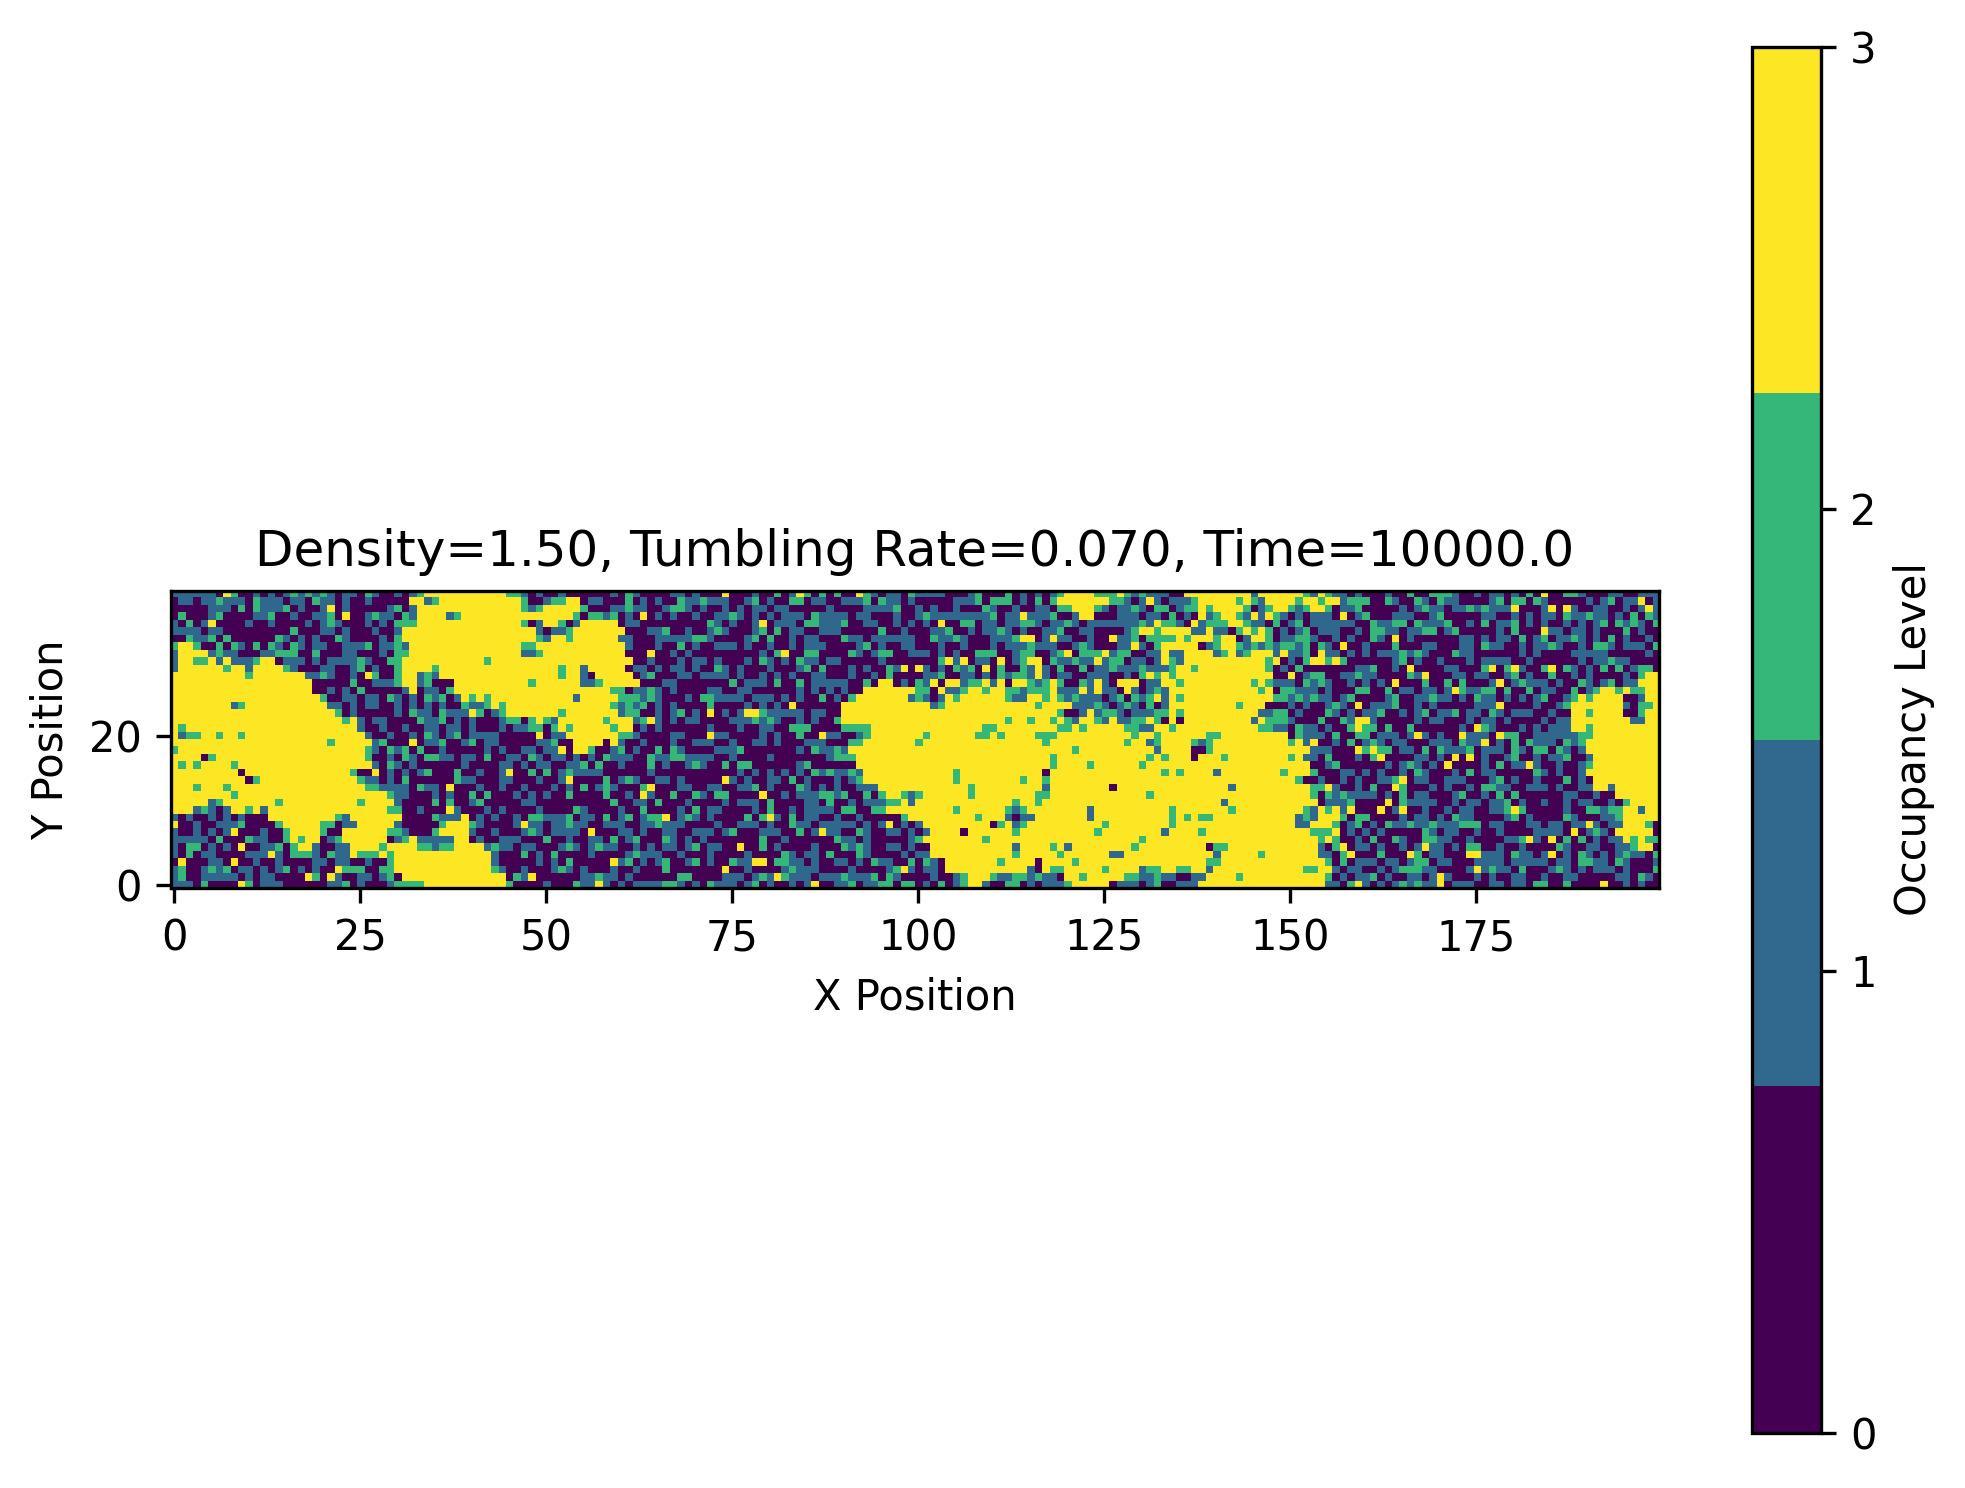 Density=1.50, Tumbling Rate=0.070, Time=10000.0
Y Position
20
0
0 25 50 75 100 125 150 175
X Position
3
2
1
0
Occupancy Level